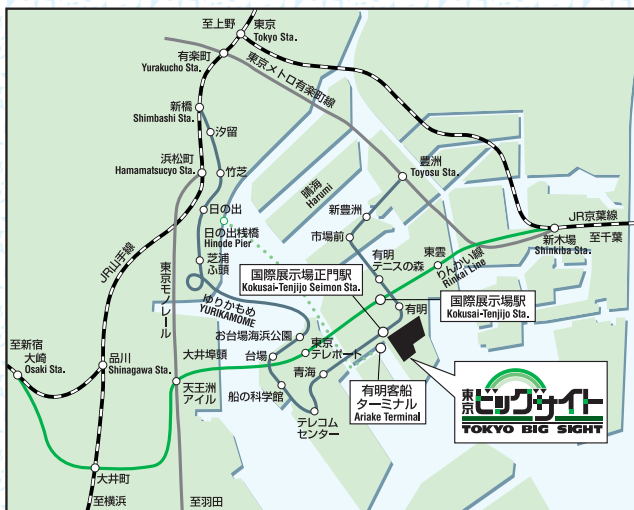 至上野
東京
Tokyo Sta.
有楽町
Yurakucho Sta.
東京メトロ有楽町線
新橋
Shimbashi Sta.
汐留
浜松町
Hamamatsucyo Sta.
竹芝
晴海
Harumi
豊洲
Toyosu Sta.
日の出
新豊洲
JR京葉線
日の出桟橋
Hinode Pier
市場前
新木場
Shinkiba Sta.
至千葉
JR山手線
東京モノレール
芝浦
ふ頭
有明
テニスの森
東雲
りんかい線
Rinkai Line
国際展示場正門駅
Kokusai-Tenjijo Seimon Sta.
ゆりかもめ
YURIKAMOME
国際展示場駅
Kokusai-Tenjijo Sta.
有明
お台場海浜公園
至新宿
大崎
Osaki Sta.
品川
Shinagawa Sta.
大井埠頭
台場
東京
テレポート
天王洲
アイル
青海
船の科学館
有明客船
ターミナル
Ariake Terminal
テレコム
センター
東京
ビッグサイト
TOKYO BIG SIGHT
大井町
至横浜
至羽田